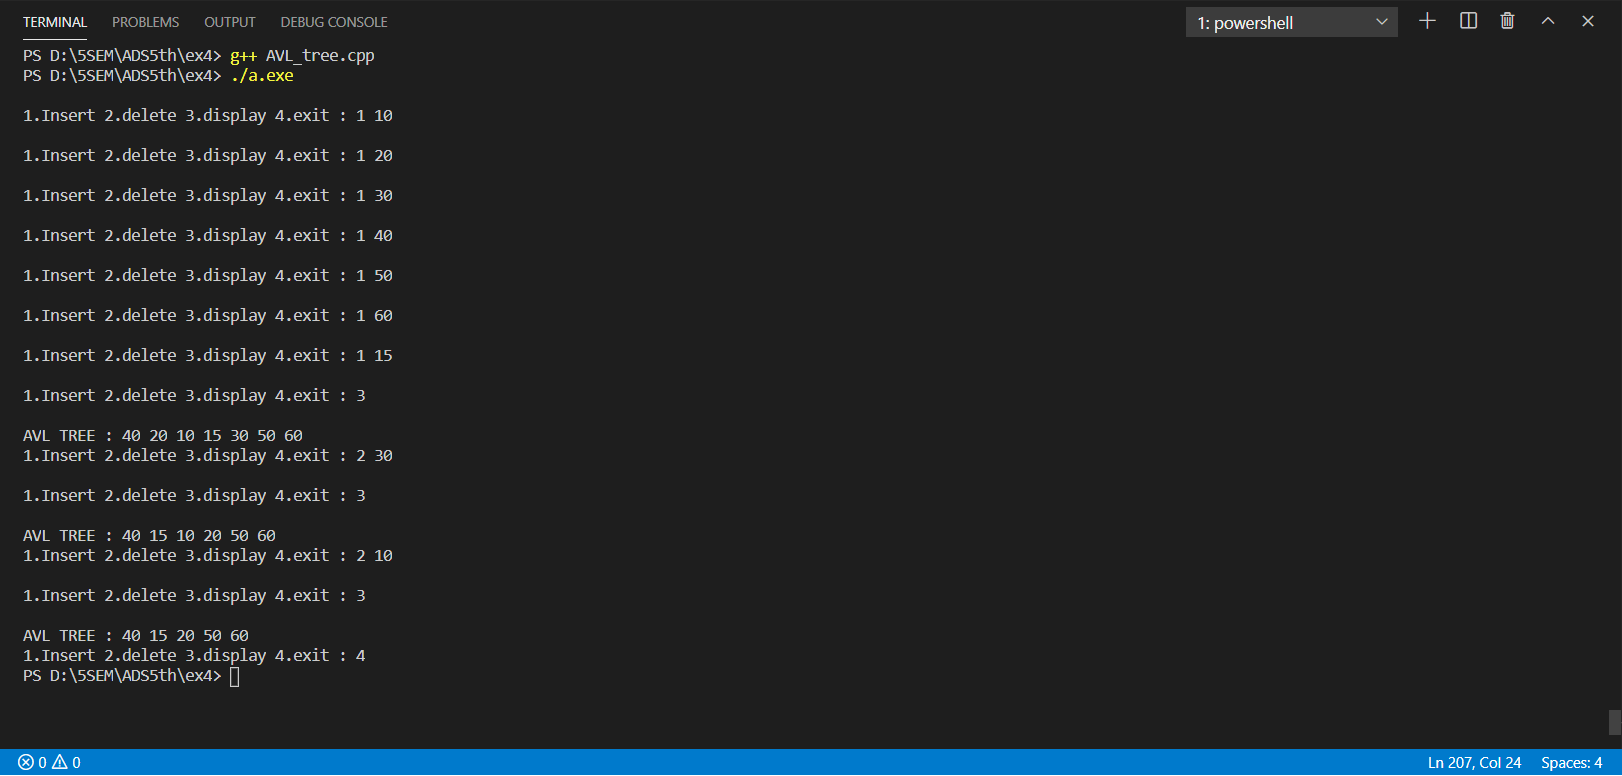 TERMINAL PROBLEMS OUTPUT DEBUG CONSOLE 1: powershell
PS D:\5SEM\ADS5th\ex4> g++ AVL_tree.cpp
PS D:\5SEM\ADS5th\ex4> ./a.exe
1.Insert 2.delete 3.display 4.exit : 1 10
1.Insert 2.delete 3.display 4.exit : 1 20
1.Insert 2.delete 3.display 4.exit : 1 30
1.Insert 2.delete 3.display 4.exit : 1 40
1.Insert 2.delete 3.display 4.exit : 1 50
1.Insert 2.delete 3.display 4.exit : 1 60
1.Insert 2.delete 3.display 4.exit : 1 15
1.Insert 2.delete 3.display 4.exit : 3
AVL TREE : 40 20 10 15 30 50 60
1.Insert 2.delete 3.display 4.exit : 2 30
1.Insert 2.delete 3.display 4.exit : 3
AVL TREE : 40 15 10 20 50 60
1.Insert 2.delete 3.display 4.exit : 2 10
1.Insert 2.delete 3.display 4.exit : 3
AVL TREE : 40 15 20 50 60
1.Insert 2.delete 3.display 4.exit : 4
PS D:\5SEM\ADS5th\ex4>
0 0 Ln 207, Col 24 Spaces: 4